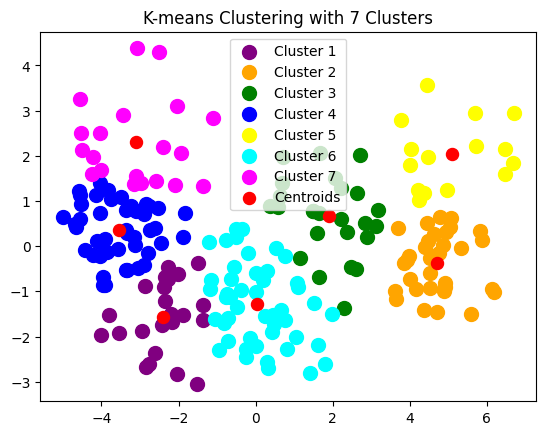 K-means Clustering with 7 Clusters
Cluster 1
Cluster 2
Cluster 3
Cluster 4
Cluster 5
Cluster 6
Cluster 7
Centroids
4
3
2
1
0
−1
−2
−3
−4 −2 0 2 4 6